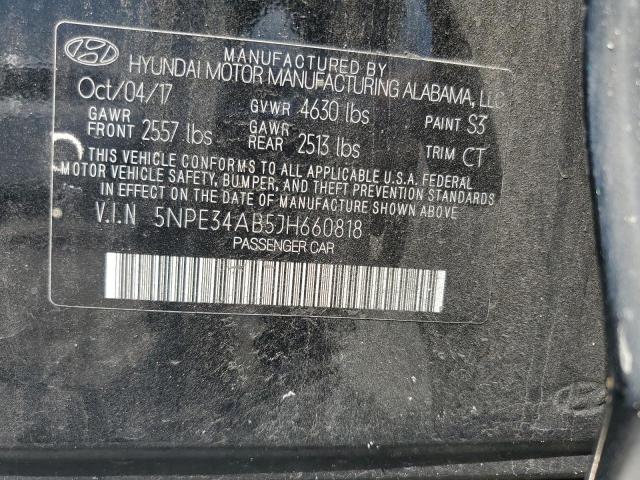 MANUFACTURED BY
HYUNDAI MOTOR MANUFACTURING ALABAMA, LLC
Oct/04/17 GVWR 4630 lbs PAINT S3
GAWR FRONT 2557 lbs GAWR REAR 2513 lbs TRIM CT
THIS VEHICLE CONFORMS TO ALL APPLICABLE U.S.A. FEDERAL
MOTOR VEHICLE SAFETY, BUMPER, AND THEFT PREVENTION STANDARDS
IN EFFECT ON THE DATE OF MANUFACTURE SHOWN ABOVE.
V.I.N 5NPE34AB5JH660818
PASSENGER CAR